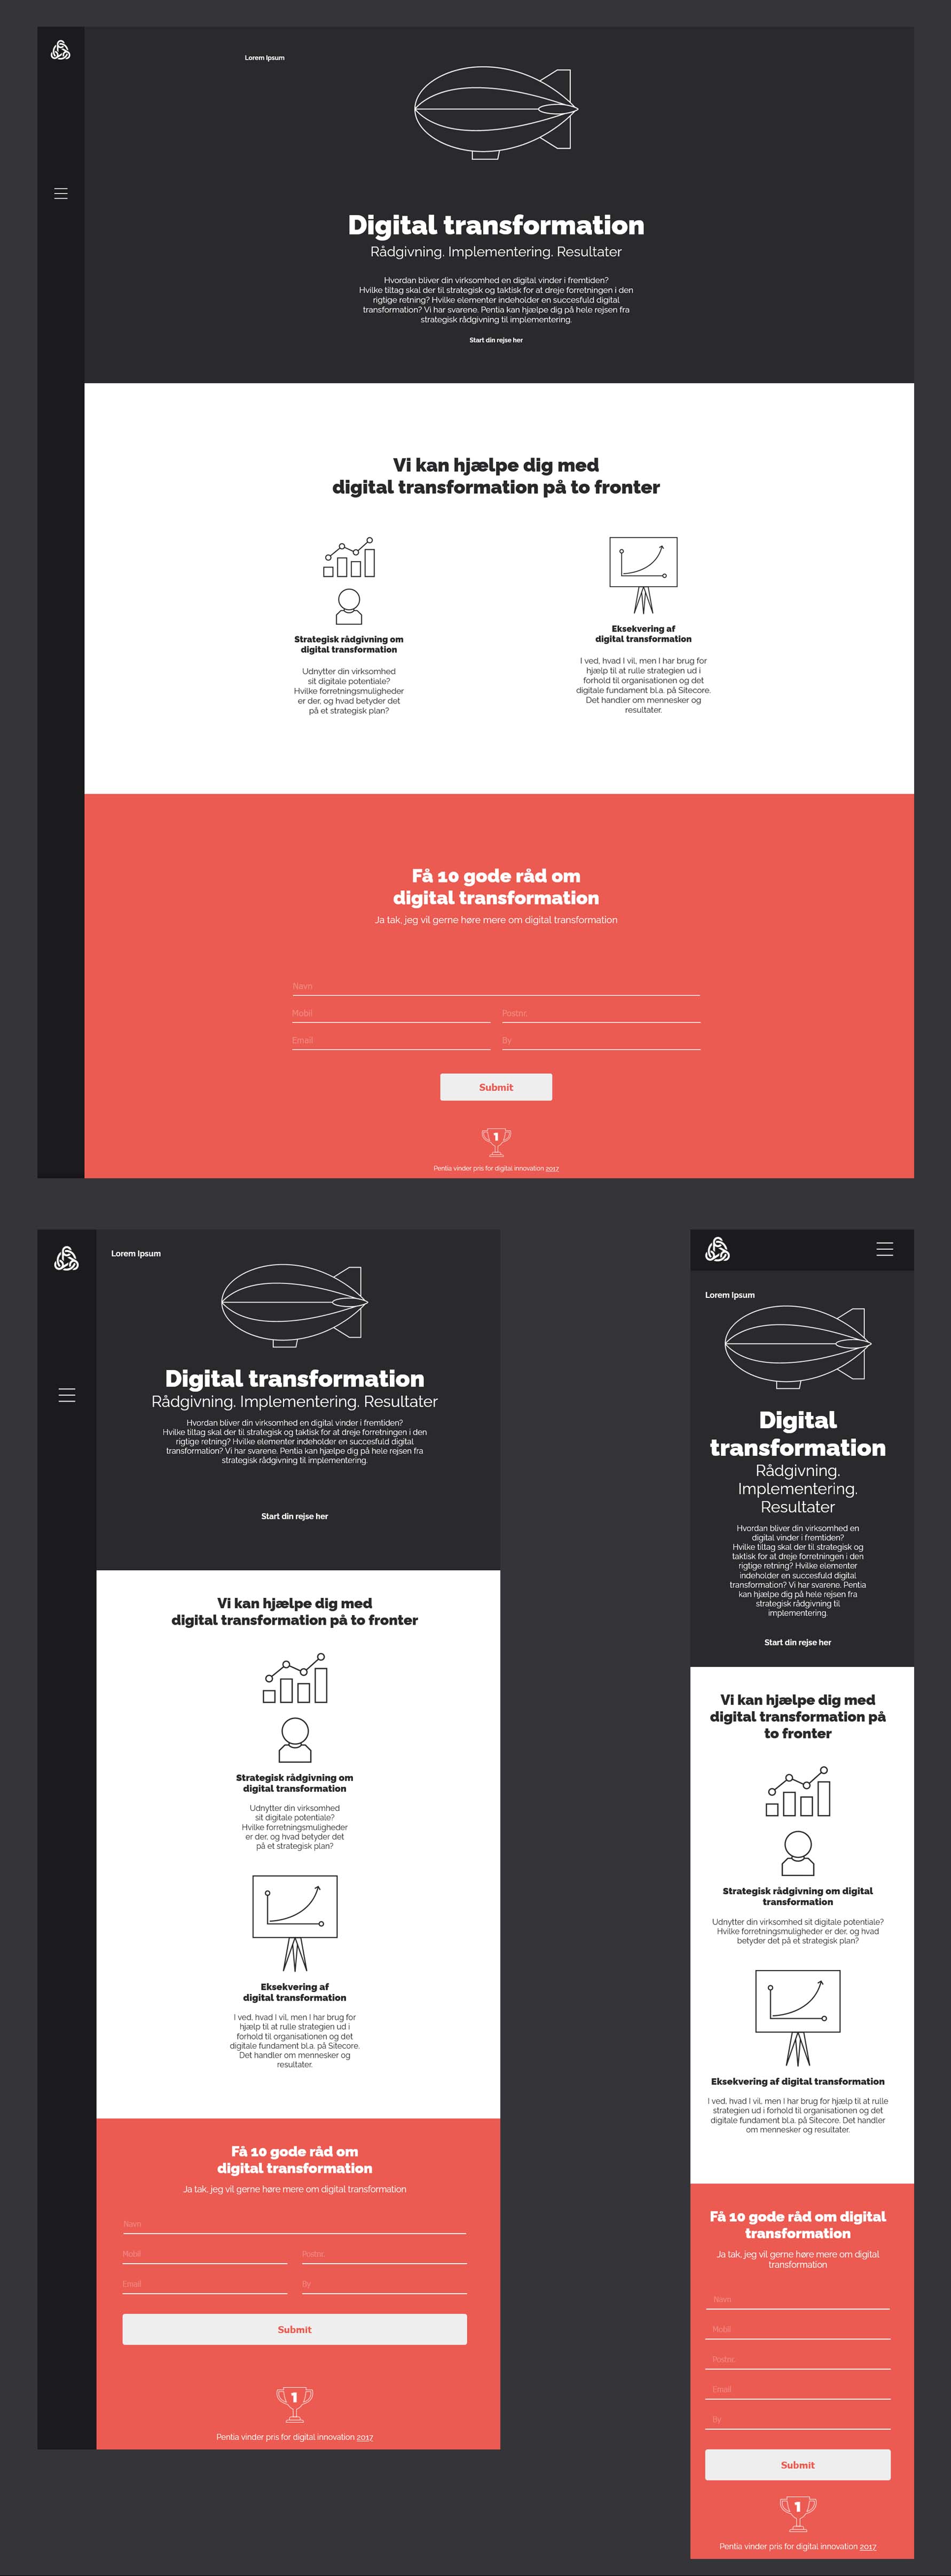 Lorem Ipsum
Digital transformation
Rådgivning. Implementering. Resultater
Hvordan bliver din virksomhed en digital vinder i fremtiden?
Hvilke tiltag skal der til strategisk og taktisk for at dreje forretningen i den
rigtige retning? Hvilke elementer indeholder en succesfuld digital
transformation? Vi har svarene. Pentia kan hjælpe dig på hele rejsen fra
strategisk rådgivning til implementering.
Start din rejse her
Vi kan hjælpe dig med
digital transformation på to fronter
Strategisk rådgivning om
digital transformation
Udnytter din virksomhed
sit digitale potentiale?
Hvilke forretningsmuligheder
er der, og hvad betyder det
på et strategisk plan?
Eksekvering af
digital transformation
I ved, hvad I vil, men I har brug for
hjælp til at rulle strategien ud i
forhold til organisationen og det
digitale fundament bl.a. på Sitecore.
Det handler om mennesker og
resultater.
Få 10 gode råd om
digital transformation
Ja tak, jeg vil gerne høre mere om digital transformation
Navn
Mobil
Postnr.
Email
By
Submit
1
Pentia vinder pris for digital innovation 2017
Lorem Ipsum
Digital transformation
Rådgivning. Implementering. Resultater
Hvordan bliver din virksomhed en digital vinder i fremtiden?
Hvilke tiltag skal der til strategisk og taktisk for at dreje forretningen i den
rigtige retning? Hvilke elementer indeholder en succesfuld digital
transformation? Vi har svarene. Pentia kan hjælpe dig på hele rejsen fra
strategisk rådgivning til implementering.
Start din rejse her
Vi kan hjælpe dig med
digital transformation på to fronter
Strategisk rådgivning om
digital transformation
Udnytter din virksomhed
sit digitale potentiale?
Hvilke forretningsmuligheder
er der, og hvad betyder det
på et strategisk plan?
Eksekvering af
digital transformation
I ved, hvad I vil, men I har brug for
hjælp til at rulle strategien ud i
forhold til organisationen og det
digitale fundament bl.a. på Sitecore.
Det handler om mennesker og
resultater.
Få 10 gode råd om
digital transformation
Ja tak, jeg vil gerne høre mere om digital transformation
Navn
Mobil
Postnr.
Email
By
Submit
1
Pentia vinder pris for digital innovation 2017
Lorem Ipsum
Digital
transformation
Rådgivning.
Implementering.
Resultater
Hvordan bliver din virksomhed en
digital vinder i fremtiden?
Hvilke tiltag skal der til strategisk og
taktisk for at dreje forretningen i den
rigtige retning? Hvilke elementer
indeholder en succesfuld digital
transformation? Vi har svarene. Pentia
kan hjælpe dig på hele rejsen fra
strategisk rådgivning til
implementering.
Start din rejse her
Vi kan hjælpe dig med
digital transformation på
to fronter
Strategisk rådgivning om digital
transformation
Udnytter din virksomhed sit digitale potentiale?
Hvilke forretningsmuligheder er der, og hvad
betyder det på et strategisk plan?
Eksekvering af digital transformation
I ved, hvad I vil, men I har brug for hjælp til at rulle
strategien ud i forhold til organisationen og det
digitale fundament bl.a. på Sitecore. Det handler
om mennesker og resultater.
Få 10 gode råd om digital
transformation
Ja tak, jeg vil gerne høre mere om digital
transformation
Navn
Mobil
Postnr.
Email
By
Submit
1
Pentia vinder pris for digital innovation 2017